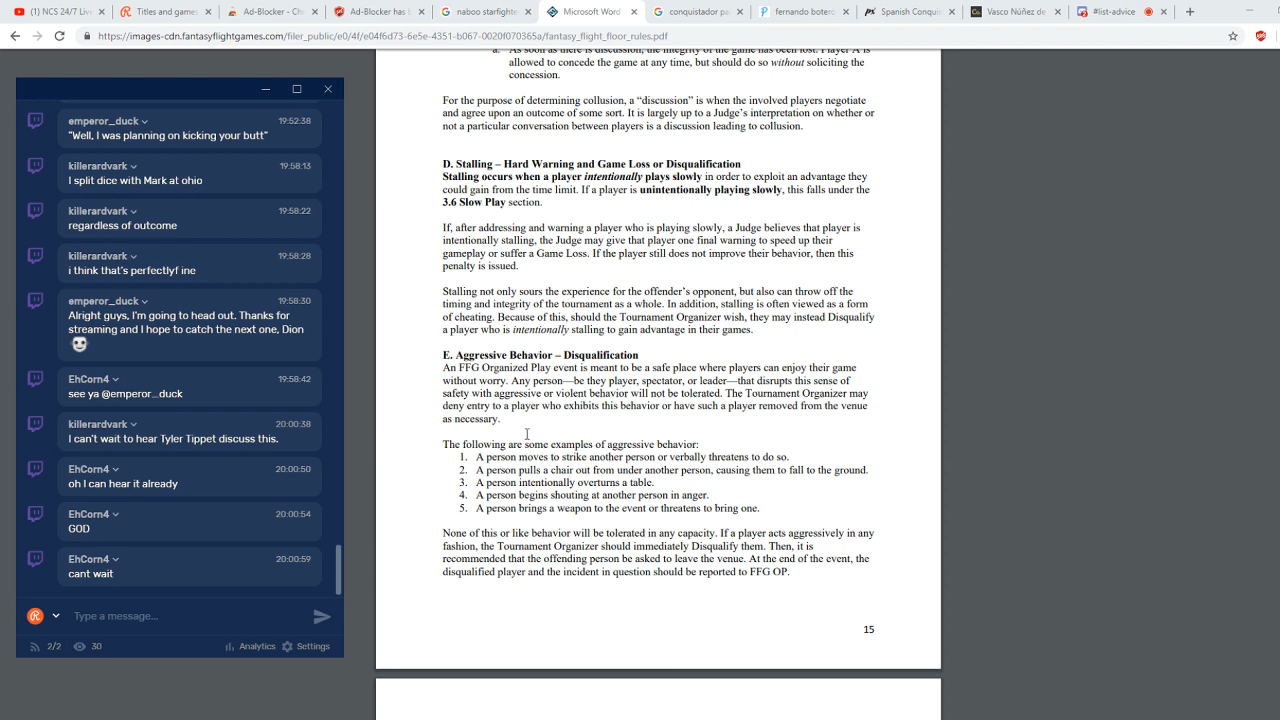 (1) NCS 24/7 Live
Titles and games
Ad-Blocker - Ch
Ad-Blocker has b
naboo starfighte
Microsoft Word
conquistador pa
fernando botero
Spanish Conqui
Vasco Núñez de
#list-advice
https://images-cdn.fantasyflightgames.com/filer_public/e0/4f/e04f6d73-6e5e-4351-b067-0020f070365a/fantasy_flight_floor_rules.pdf
emperor_duck 19:52:38
"Well, I was planning on kicking your butt"
killerardvark 19:58:13
I split dice with Mark at ohio
killerardvark 19:58:22
regardless of outcome
killerardvark 19:58:28
i think that's perfectlyf ine
emperor_duck 19:58:30
Alright guys, I'm going to head out. Thanks for
streaming and I hope to catch the next one, Dion
EhCorn4 19:58:42
see ya @emperor_duck
killerardvark 20:00:38
I can't wait to hear Tyler Tippet discuss this.
EhCorn4 20:00:50
oh I can hear it already
EhCorn4 20:00:54
GOD
EhCorn4 20:00:59
cant wait
Type a message...
2/2 30 Analytics Settings
a. As soon as there is discussion, the integrity of the game has been lost. Player A is
allowed to concede the game at any time, but should do so without soliciting the
concession.
For the purpose of determining collusion, a “discussion” is when the involved players negotiate
and agree upon an outcome of some sort. It is largely up to a Judge’s interpretation on whether or
not a particular conversation between players is a discussion leading to collusion.
D. Stalling – Hard Warning and Game Loss or Disqualification
Stalling occurs when a player intentionally plays slowly in order to exploit an advantage they
could gain from the time limit. If a player is unintentionally playing slowly, this falls under the
3.6 Slow Play section.
If, after addressing and warning a player who is playing slowly, a Judge believes that player is
intentionally stalling, the Judge may give that player one final warning to speed up their
gameplay or suffer a Game Loss. If the player still does not improve their behavior, then this
penalty is issued.
Stalling not only sours the experience for the offender’s opponent, but also can throw off the
timing and integrity of the tournament as a whole. In addition, stalling is often viewed as a form
of cheating. Because of this, should the Tournament Organizer wish, they may instead Disqualify
a player who is intentionally stalling to gain advantage in their games.
E. Aggressive Behavior – Disqualification
An FFG Organized Play event is meant to be a safe place where players can enjoy their game
without worry. Any person—be they player, spectator, or leader—that disrupts this sense of
safety with aggressive or violent behavior will not be tolerated. The Tournament Organizer may
deny entry to a player who exhibits this behavior or have such a player removed from the venue
as necessary.
The following are some examples of aggressive behavior:
1. A person moves to strike another person or verbally threatens to do so.
2. A person pulls a chair out from under another person, causing them to fall to the ground.
3. A person intentionally overturns a table.
4. A person begins shouting at another person in anger.
5. A person brings a weapon to the event or threatens to bring one.
None of this or like behavior will be tolerated in any capacity. If a player acts aggressively in any
fashion, the Tournament Organizer should immediately Disqualify them. Then, it is
recommended that the offending person be asked to leave the venue. At the end of the event, the
disqualified player and the incident in question should be reported to FFG OP.
15